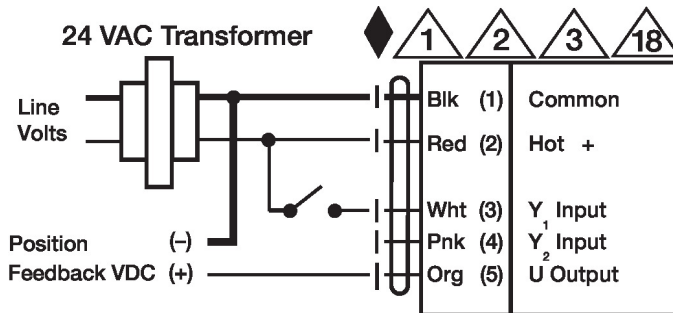 24 VAC Transformer
1 2 3 18
Line
Volts
Blk (1) Common
Red (2) Hot +
Wht (3) Y1 Input
Pnk (4) Y2 Input
Org (5) U Output
Position (–)
Feedback VDC (+)